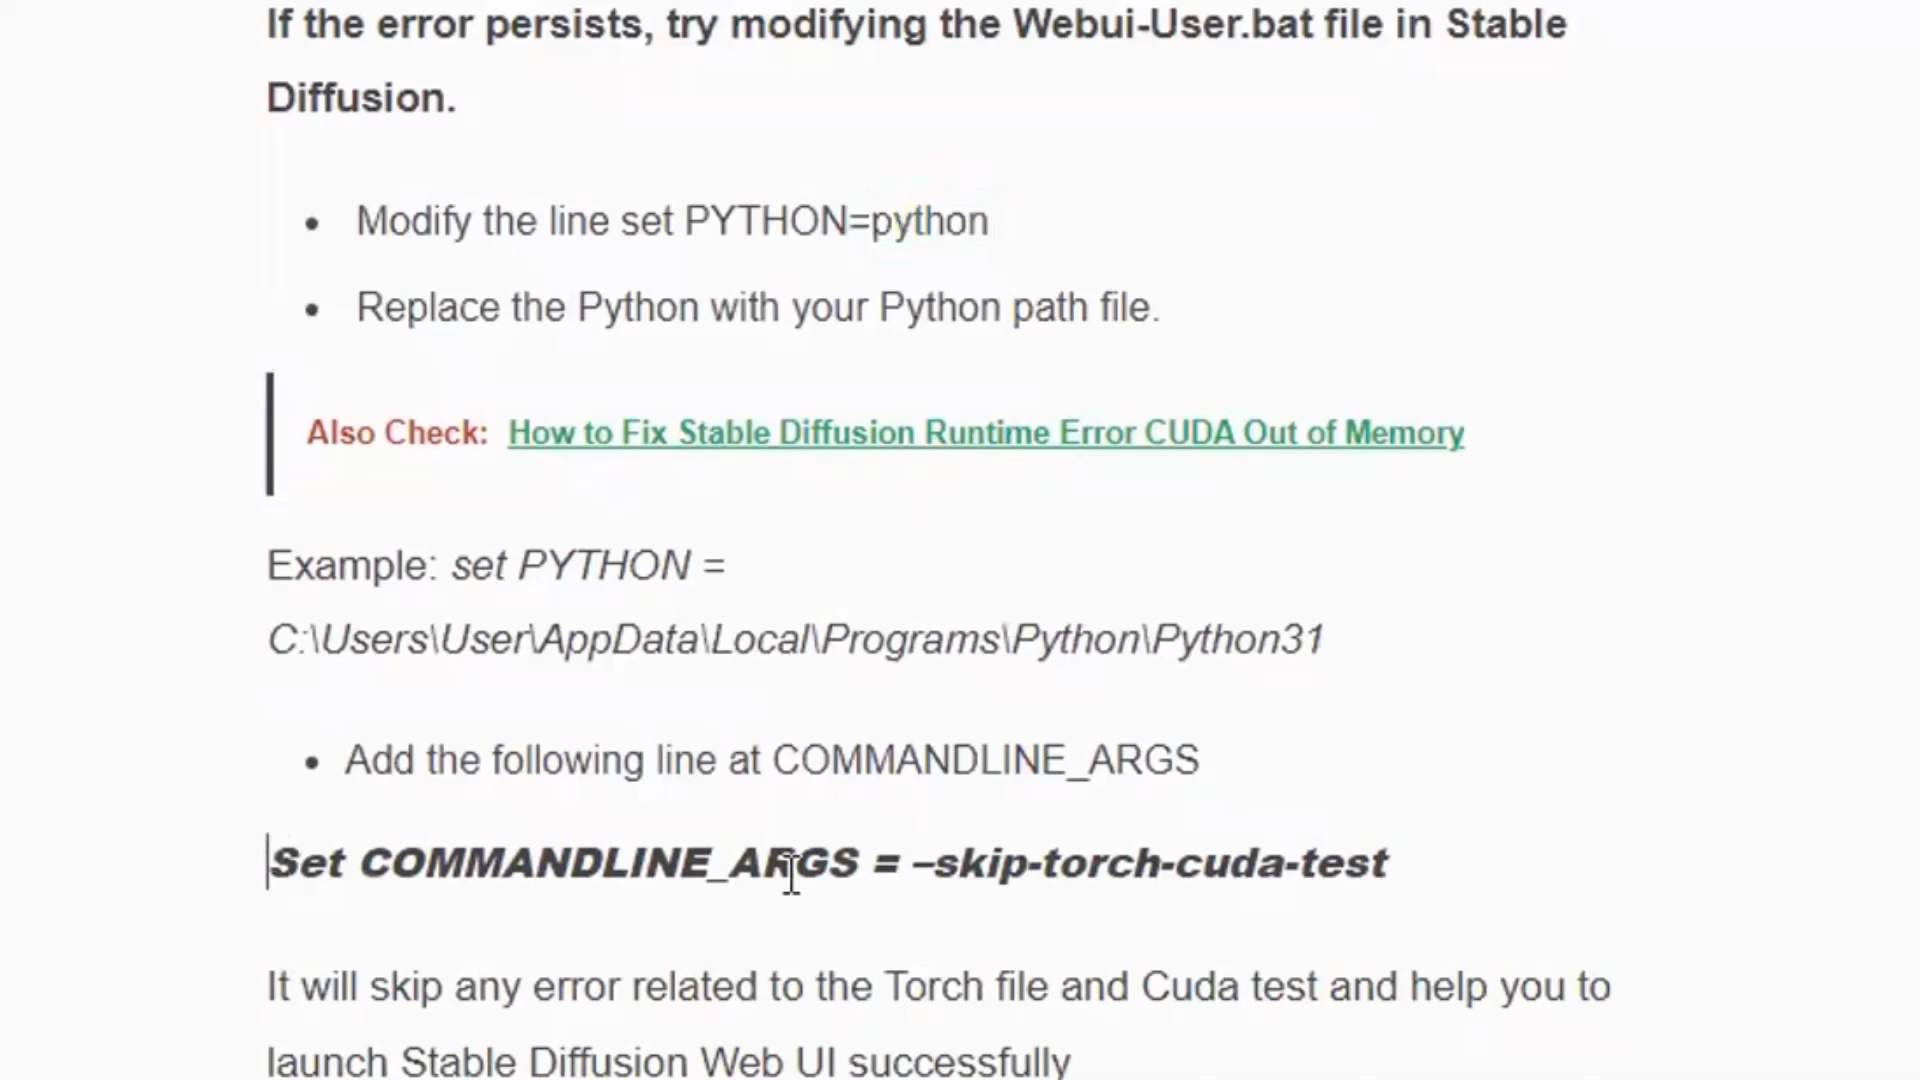 If the error persists, try modifying the Webui-User.bat file in Stable
Diffusion.
• Modify the line set PYTHON=python
• Replace the Python with your Python path file.
Also Check: How to Fix Stable Diffusion Runtime Error CUDA Out of Memory
Example: set PYTHON =
C:\Users\User\AppData\Local\Programs\Python\Python31
• Add the following line at COMMANDLINE_ARGS
Set COMMANDLINE_ARGS = –skip-torch-cuda-test
It will skip any error related to the Torch file and Cuda test and help you to
launch Stable Diffusion Web UI successfully